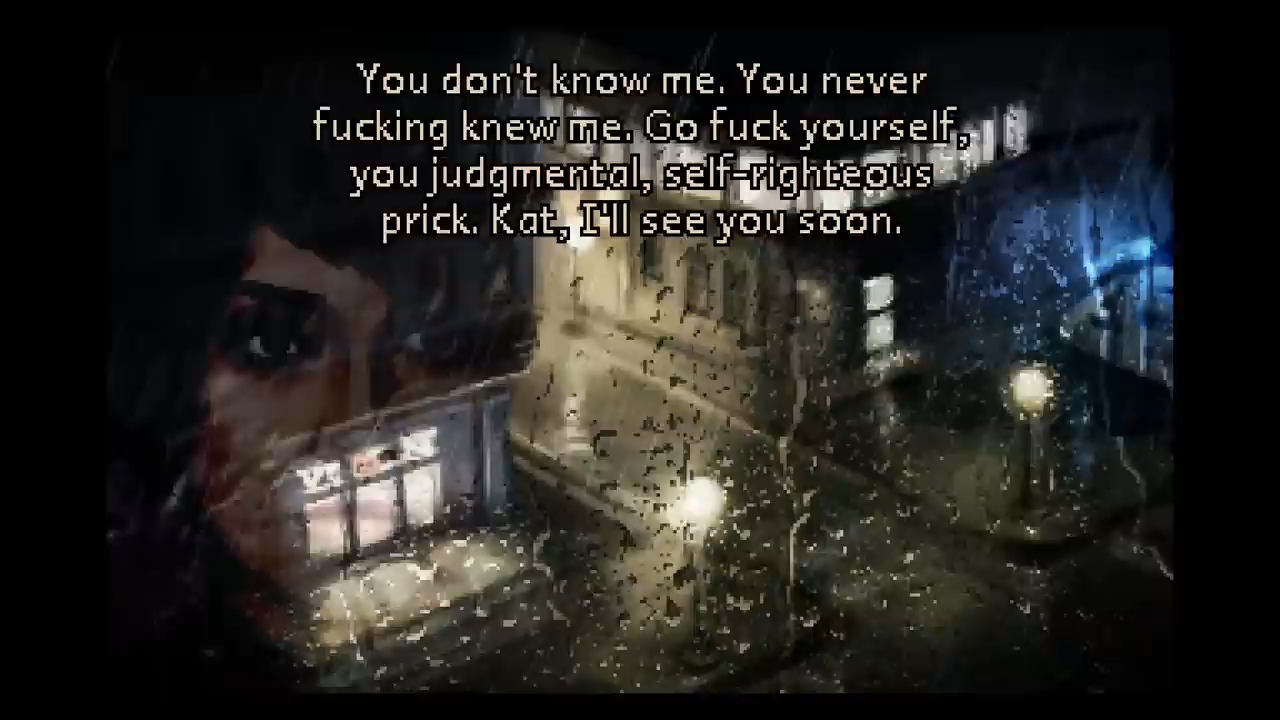 You don't know me. You never
fucking knew me. Go fuck yourself,
you judgmental, self-righteous
prick. Kat, I'll see you soon.